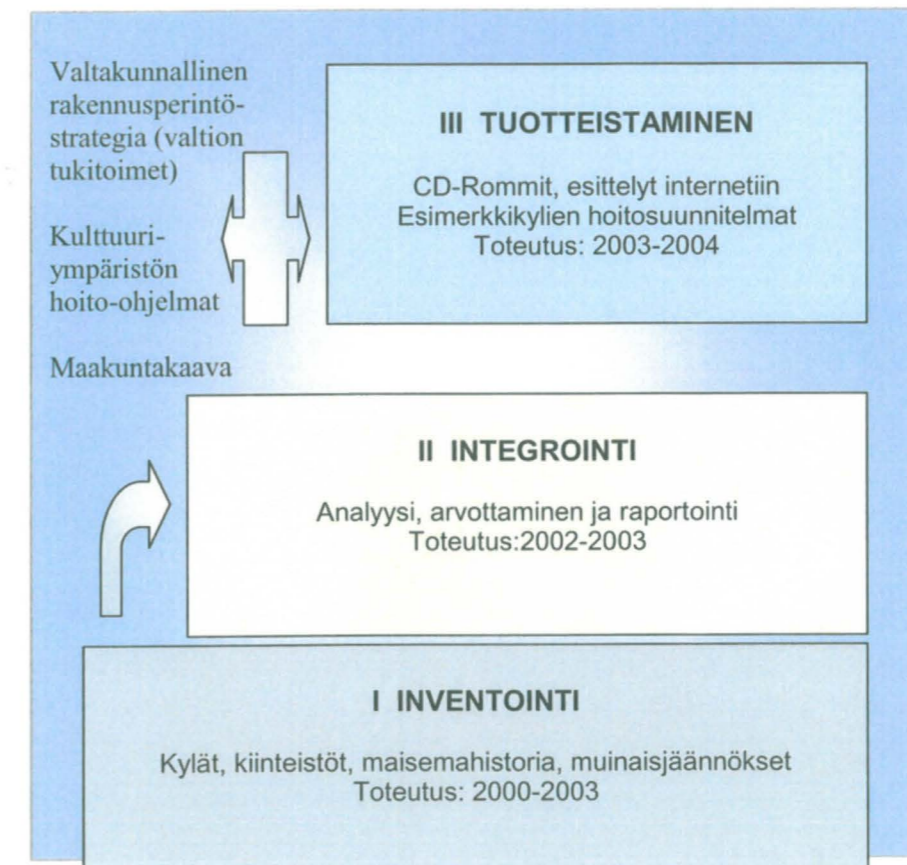 Valtakunnallinen
rakennusperintö-
strategia (valtion
tukitoimet)
Kulttuuri-
ympäristön
hoito-ohjelmat
Maakuntakaava
III TUOTTEISTAMINEN
CD-Rommit, esittelyt internetiin
Esimerkkikylien hoitosuunnitelmat
Toteutus: 2003-2004
II INTEGROINTI
Analyysi, arvottaminen ja raportointi
Toteutus:2002-2003
I INVENTOINTI
Kylät, kiinteistöt, maisemahistoria, muinaisjäännökset
Toteutus: 2000-2003